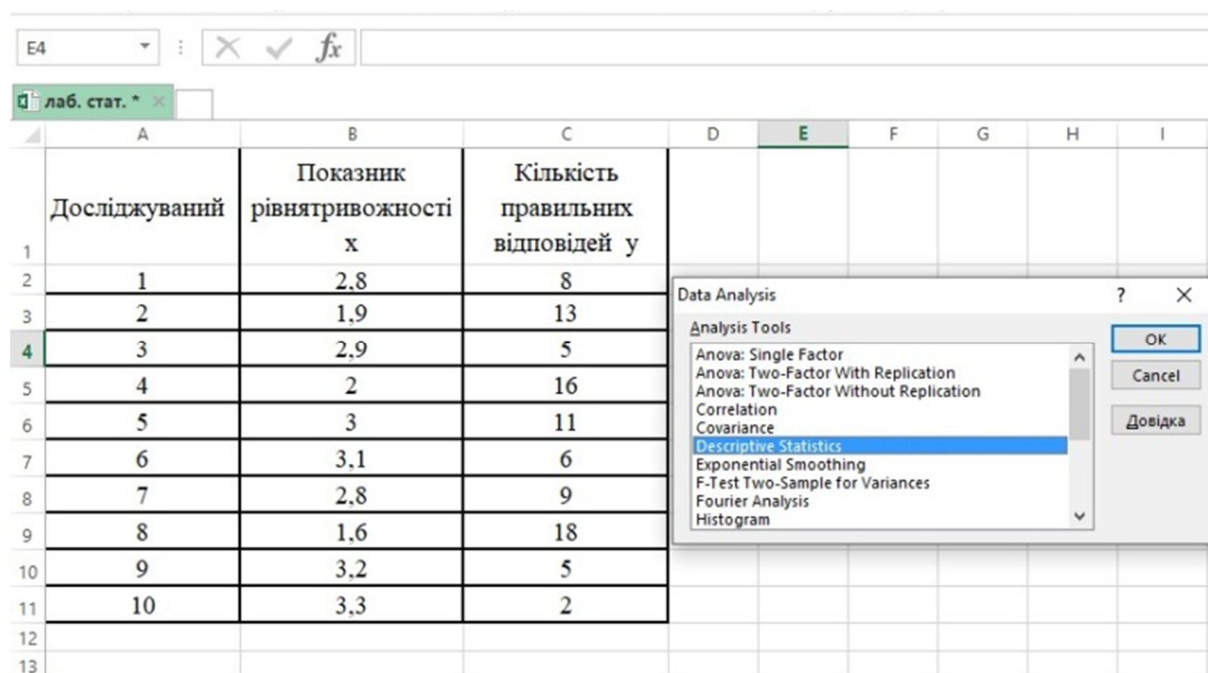 E4
fx
лаб. стат. *
A B C D E F G H I
1 Досліджуваний Показник рівнятривожності x Кількість правильних відповідей y
2 1 2,8 8
3 2 1,9 13
4 3 2,9 5
5 4 2 16
6 5 3 11
7 6 3,1 6
8 7 2,8 9
9 8 1,6 18
10 9 3,2 5
11 10 3,3 2
12
13
Data Analysis ?
Analysis Tools
Anova: Single Factor
Anova: Two-Factor With Replication
Anova: Two-Factor Without Replication
Correlation
Covariance
Descriptive Statistics
Exponential Smoothing
F-Test Two-Sample for Variances
Fourier Analysis
Histogram
OK
Cancel
Довідка